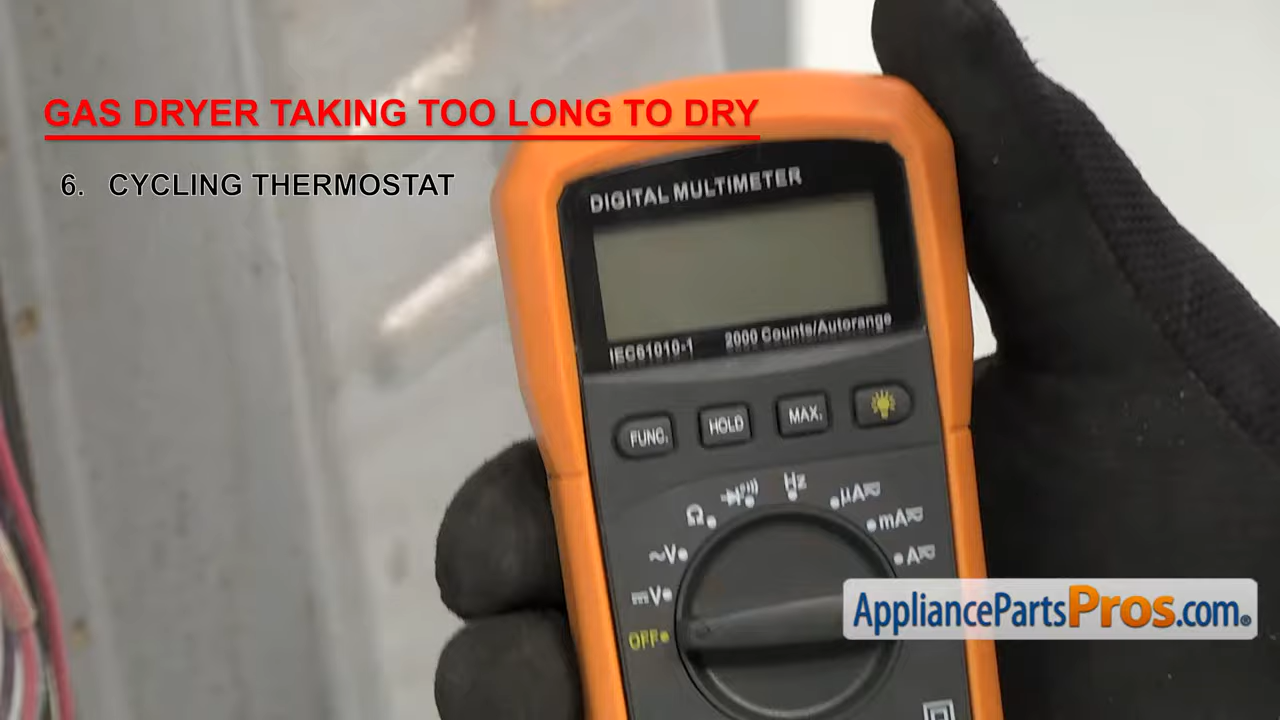 GAS DRYER TAKING TOO LONG TO DRY
6. CYCLING THERMOSTAT
DIGITAL MULTIMETER
IEC61010-1 2000 Counts/Autorange
FUNC. HOLD MAX.
Hz
Ω
µA
mA
~V
A
⎓V
OFF
AppliancePartsPros.com®